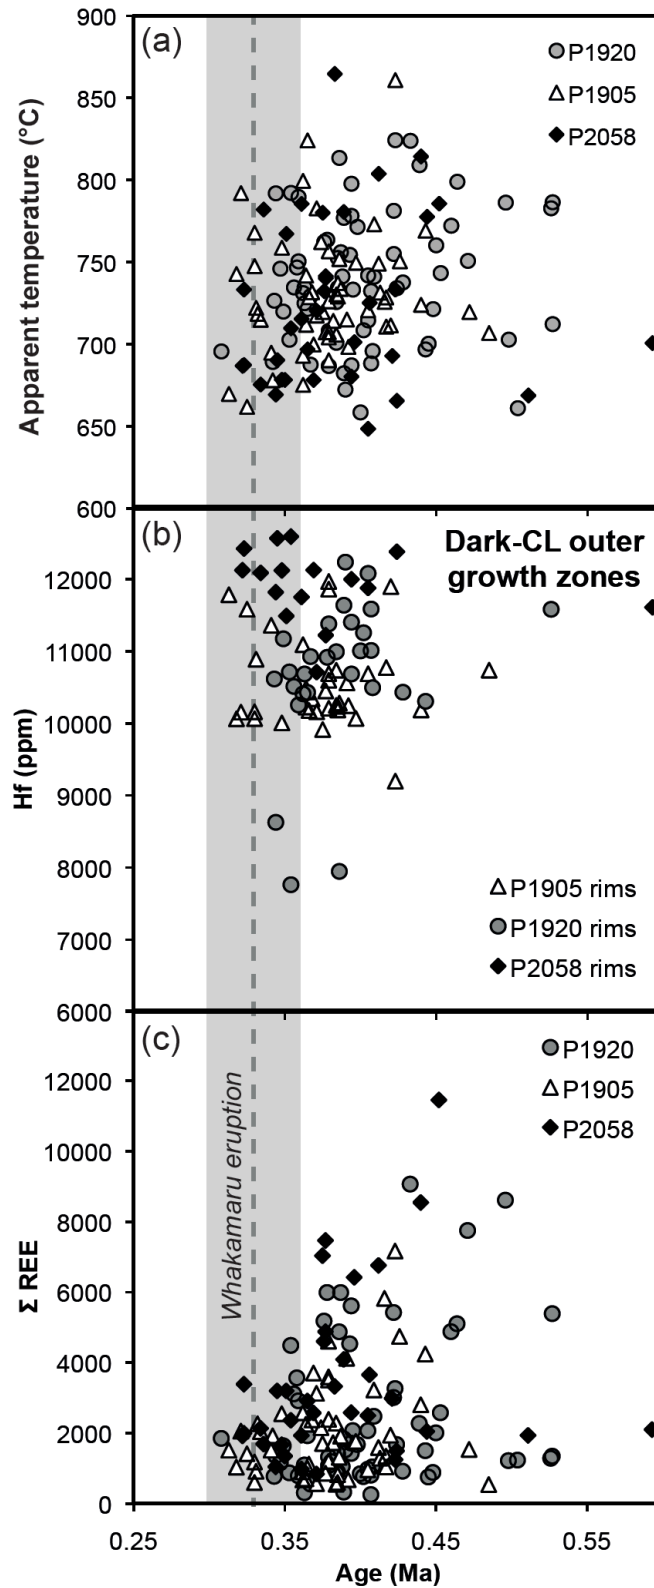 900
(a)
P1920
850
P1905
P2058
800
750
700
650
600
Apparent temperature (°C)
(b)
Dark-CL outer
growth zones
12000
11000
10000
9000
8000
7000
6000
Hf (ppm)
P1905 rims
P1920 rims
P2058 rims
(c)
P1920
P1905
P2058
12000
10000
8000
6000
4000
2000
0
Σ REE
Whakamaru eruption
0.25 0.35 0.45 0.55
Age (Ma)